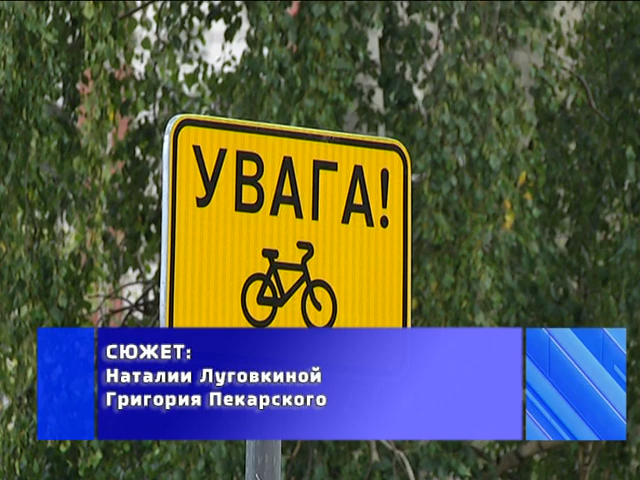 УВАГА!
СЮЖЕТ:
Наталии Луговкиной
Григория Пекарского